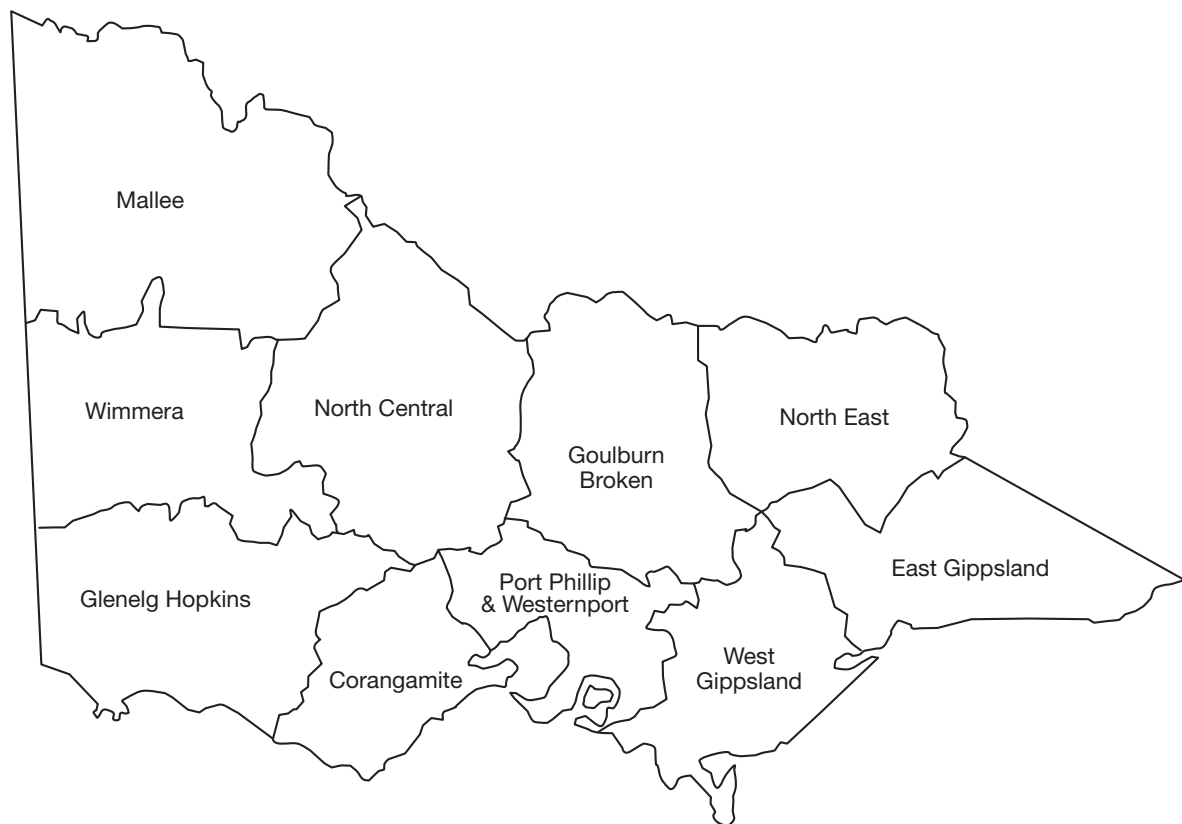 Mallee
Wimmera
North Central
North East
Goulburn
Broken
East Gippsland
Glenelg Hopkins
Port Phillip
& Westernport
Corangamite
West
Gippsland